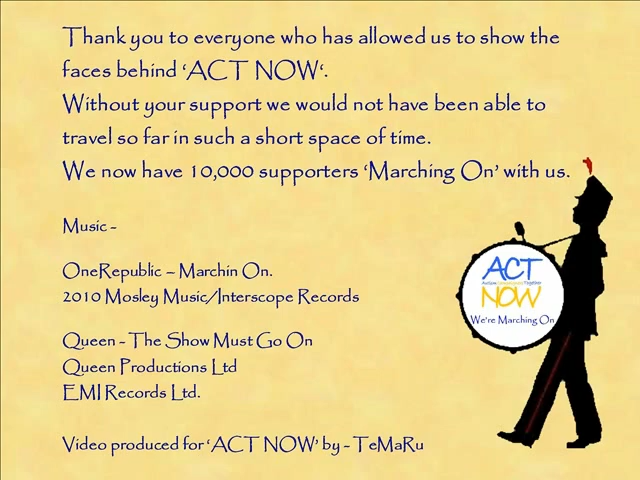 Thank you to everyone who has allowed us to show the
faces behind ‘ACT NOW‘.
Without your support we would not have been able to
travel so far in such a short space of time.
We now have 10,000 supporters ‘Marching On’ with us.
Music -
OneRepublic – Marchin On.
2010 Mosley Music/Interscope Records
Queen - The Show Must Go On
Queen Productions Ltd
EMI Records Ltd.
Video produced for ‘ACT NOW’ by - TeMaRu
ACT
Autism Together
NOW
We're Marching On